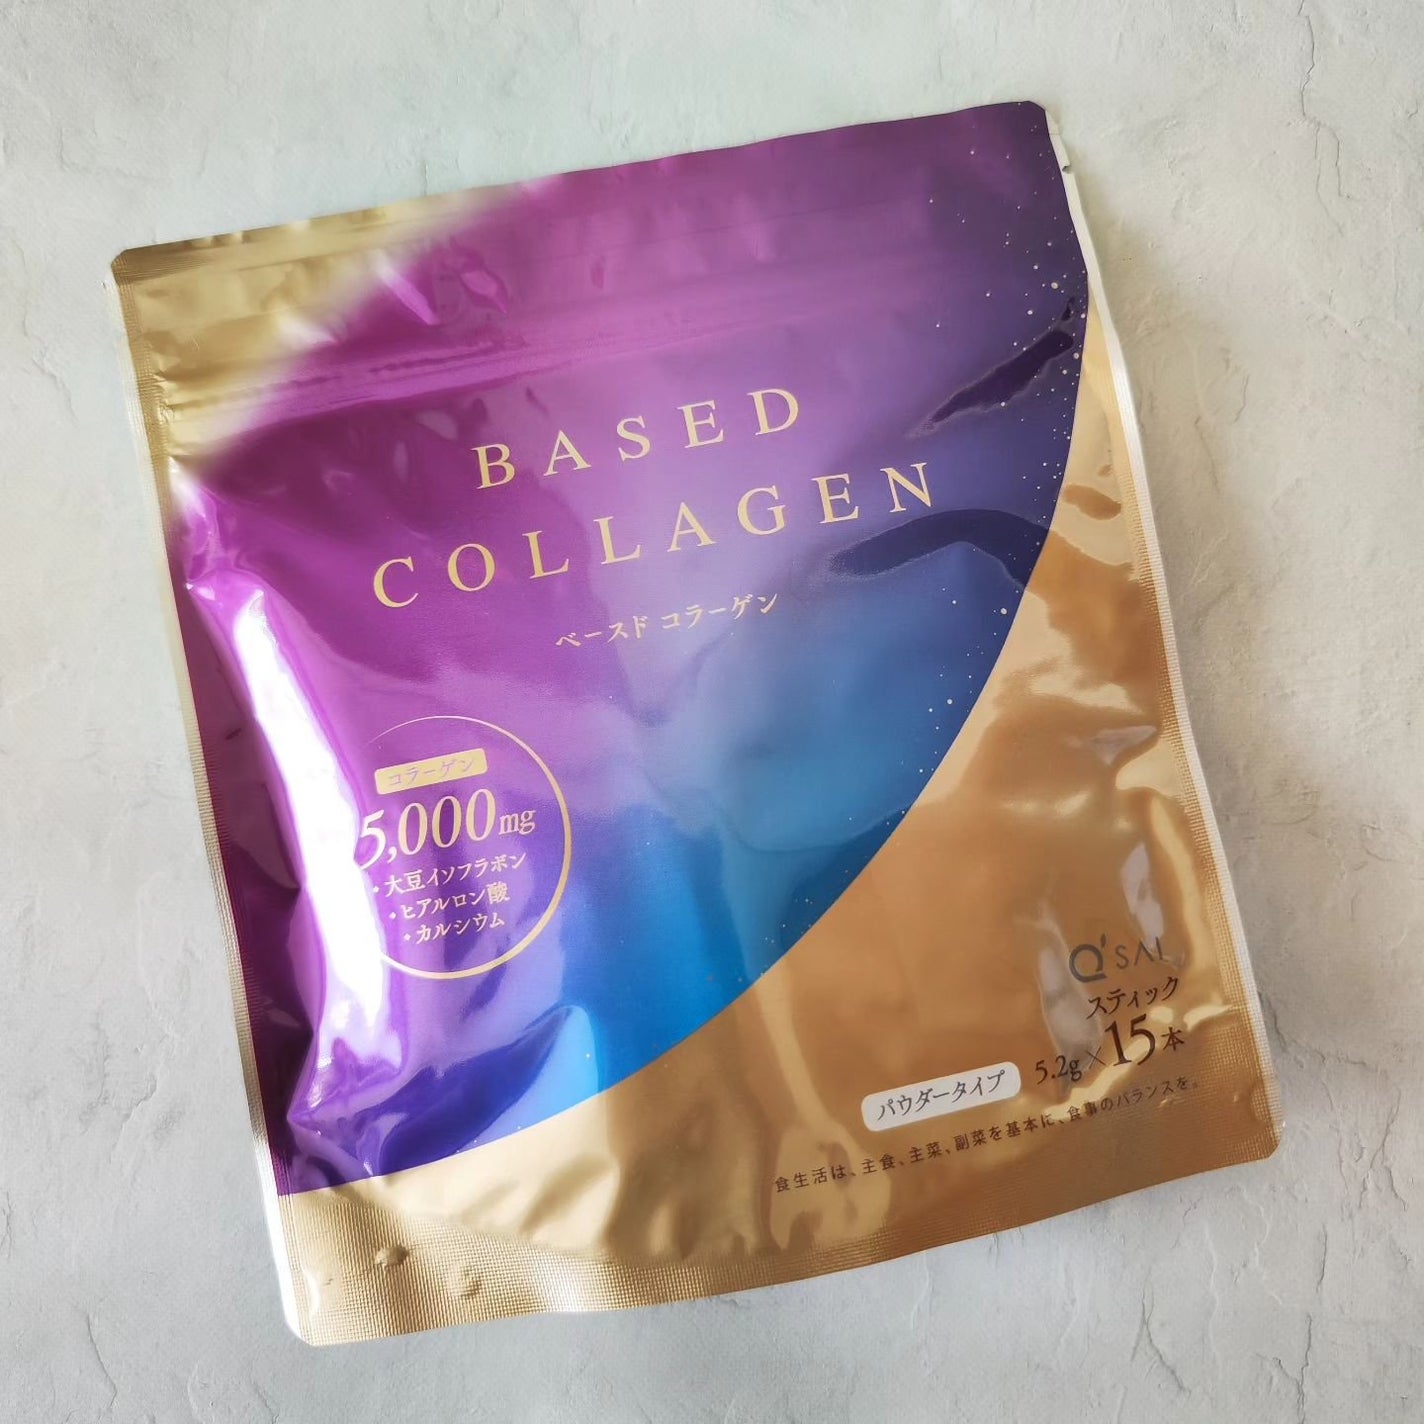 BASED
COLLAGEN
ベースド コラーゲン
コラーゲン
5,000mg
・大豆イソフラボン
・ヒアルロン酸
・カルシウム
Q'SAI
スティック
5.2g×15本
パウダータイプ
食生活は、主食、主菜、副菜を基本に、食事のバランスを。